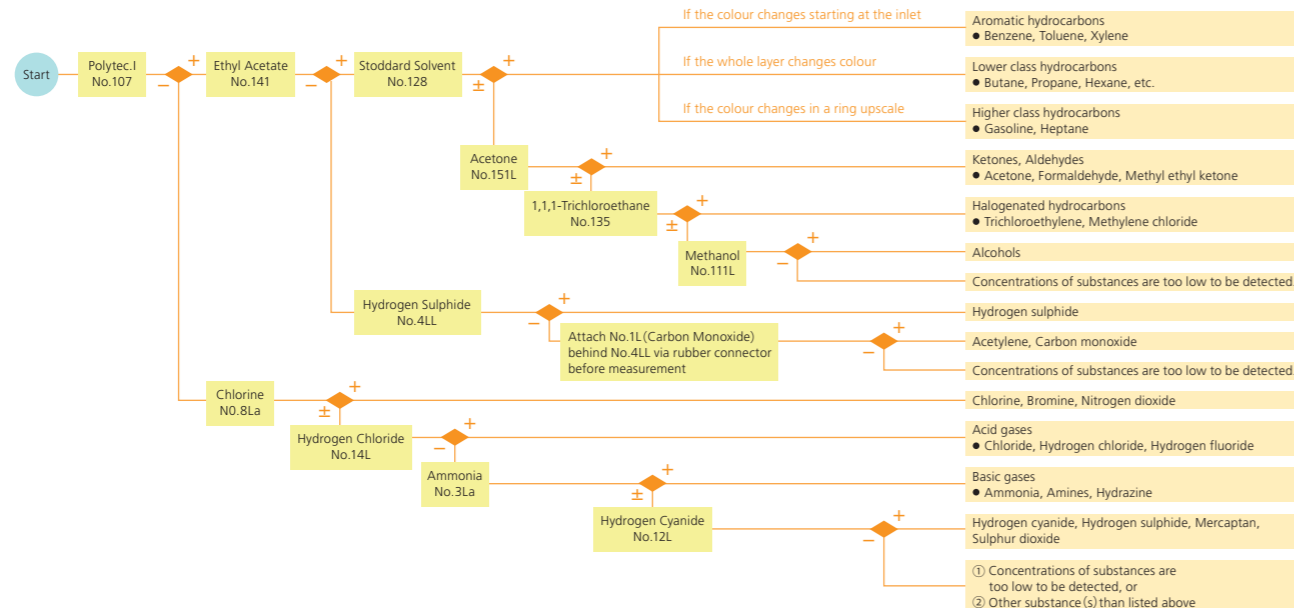 If the colour changes starting at the inlet
Aromatic hydrocarbons
● Benzene, Toluene, Xylene
Start
Polytec.I
No.107
+
−
Ethyl Acetate
No.141
+
−
Stoddard Solvent
No.128
+
±
If the whole layer changes colour
Lower class hydrocarbons
● Butane, Propane, Hexane, etc.
If the colour changes in a ring upscale
Higher class hydrocarbons
● Gasoline, Heptane
Acetone
No.151L
+
±
Ketones, Aldehydes
● Acetone, Formaldehyde, Methyl ethyl ketone
1,1,1-Trichloroethane
No.135
+
±
Halogenated hydrocarbons
● Trichloroethylene, Methylene chloride
Methanol
No.111L
+
−
Alcohols
Concentrations of substances are too low to be detected.
Hydrogen Sulphide
No.4LL
+
−
Hydrogen sulphide
Attach No.1L(Carbon Monoxide)
behind No.4LL via rubber connector
before measurement
+
−
Acetylene, Carbon monoxide
Concentrations of substances are too low to be detected.
Chlorine
N0.8La
+
±
Chlorine, Bromine, Nitrogen dioxide
Hydrogen Chloride
No.14L
+
−
Acid gases
● Chloride, Hydrogen chloride, Hydrogen fluoride
Ammonia
No.3La
+
±
Basic gases
● Ammonia, Amines, Hydrazine
Hydrogen Cyanide
No.12L
+
−
Hydrogen cyanide, Hydrogen sulphide, Mercaptan,
Sulphur dioxide
① Concentrations of substances are
too low to be detected, or
② Other substance(s) than listed above